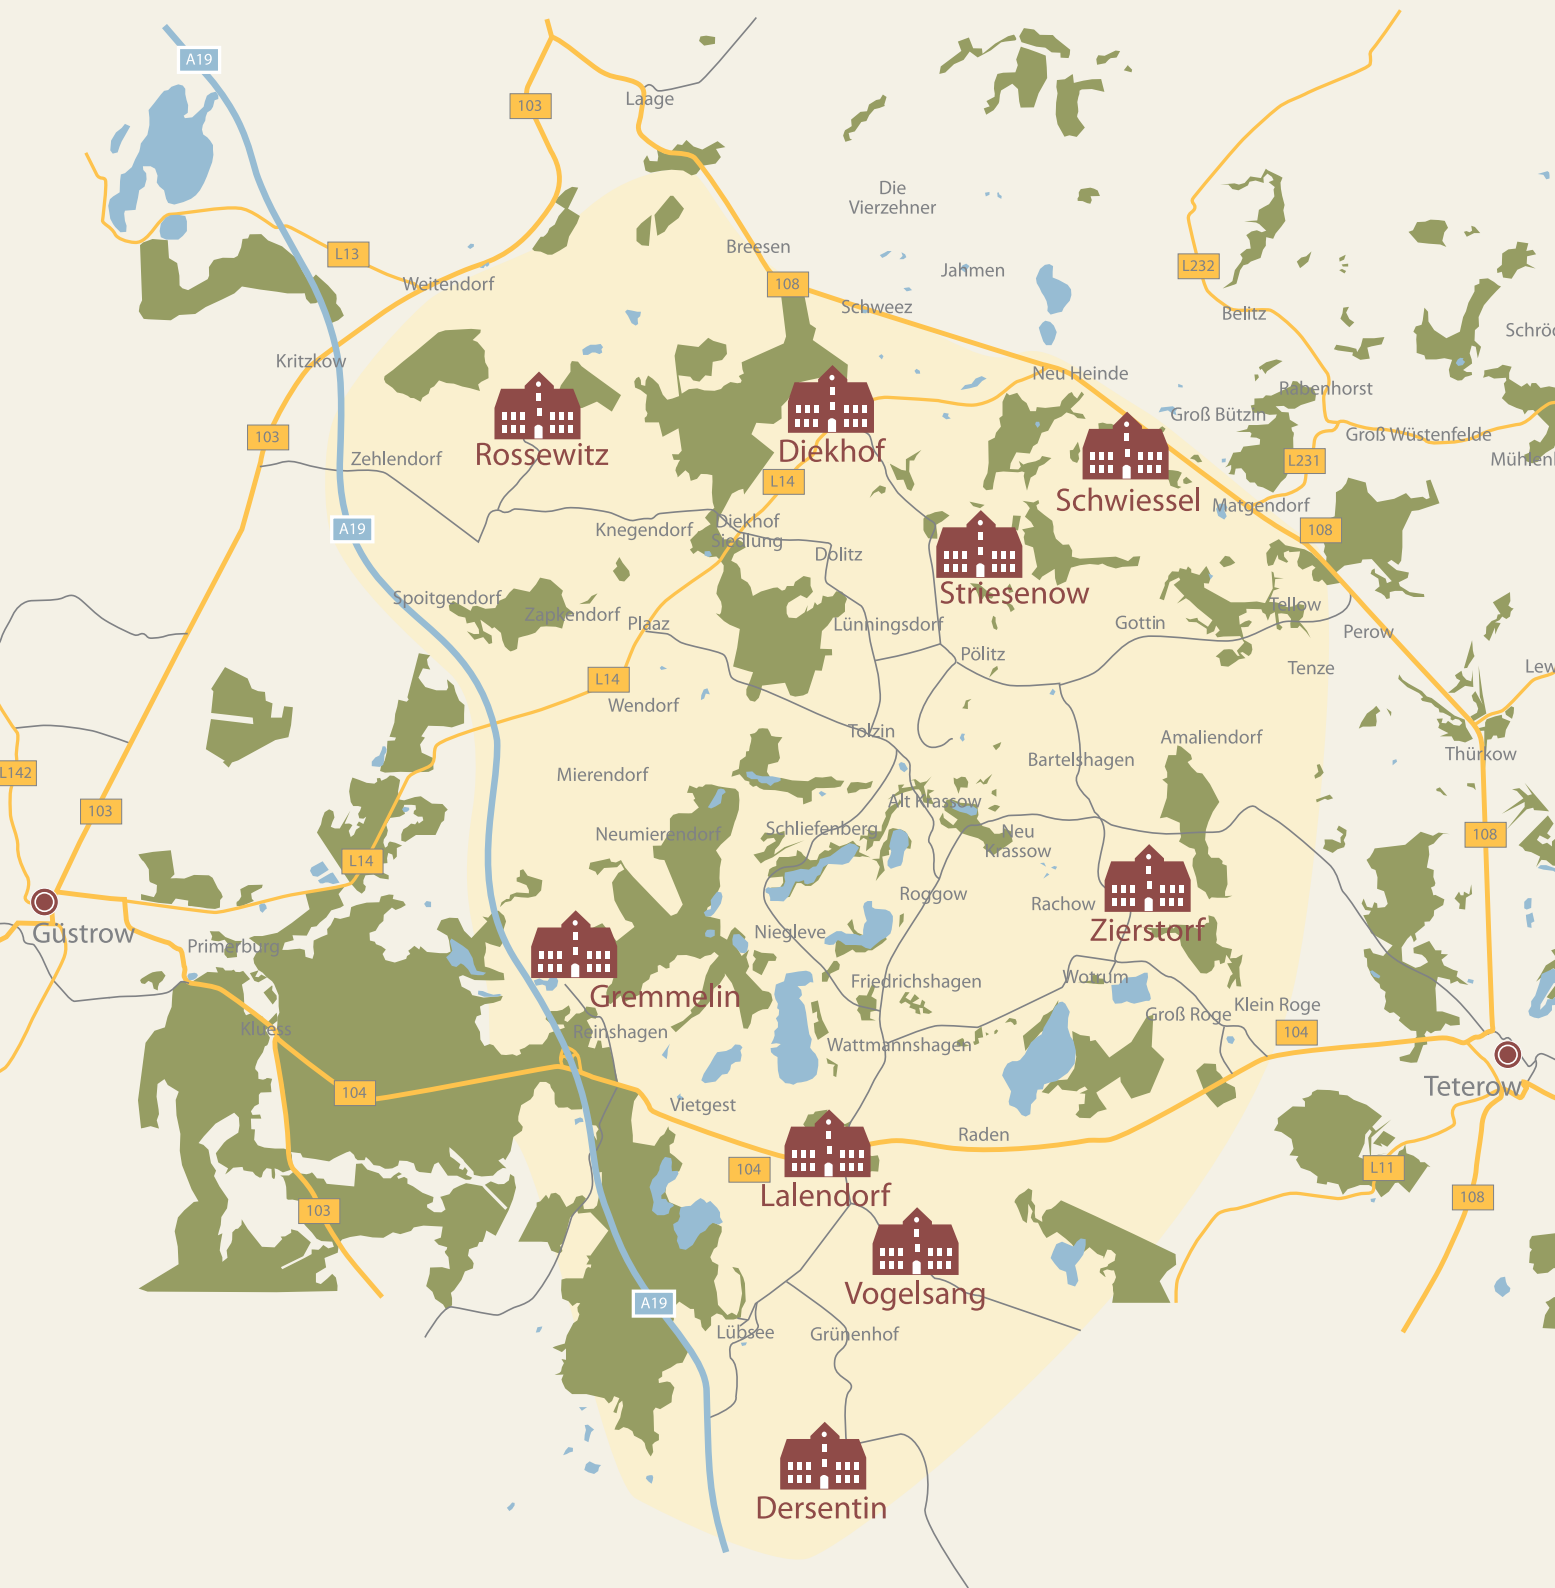 A19
103
Laage
Die
Vierzehner
Breesen
L13
Weitendorf
108
Jahmen
L232
Schweez
Belitz
Kritzkow
Neu Heinde
Rabenhorst
Groß Bützin
103
Zehlendorf
Rossewitz
Diekhof
Groß Wüstenfelde
L231
L14
Schwiessel
Matgendorf
A19
Knegendorf
Diekhof
Siedlung
108
Dolitz
Striesenow
Spoitgendorf
Zapkendorf
Plaaz
Lünningsdorf
Gottin
Tellow
Perow
Pölitz
Tenze
L14
Wendorf
Tolzin
Amaliendorf
Bartelshagen
Thürkow
L142
Mierendorf
103
Alt Krassow
Neumierendorf
Schliefenberg
Neu
Krassow
108
L14
Roggow
Rachow
Güstrow
Primerburg
Niegleve
Zierstorf
Gremmelin
Friedrichshagen
Wotrum
Groß Roge
Klein Roge
Kluess
Reinshagen
Wattmannshagen
104
104
Vietgest
Teterow
Raden
104
L11
Lalendorf
103
108
Vogelsang
A19
Lübsee
Grünenhof
Dersentin